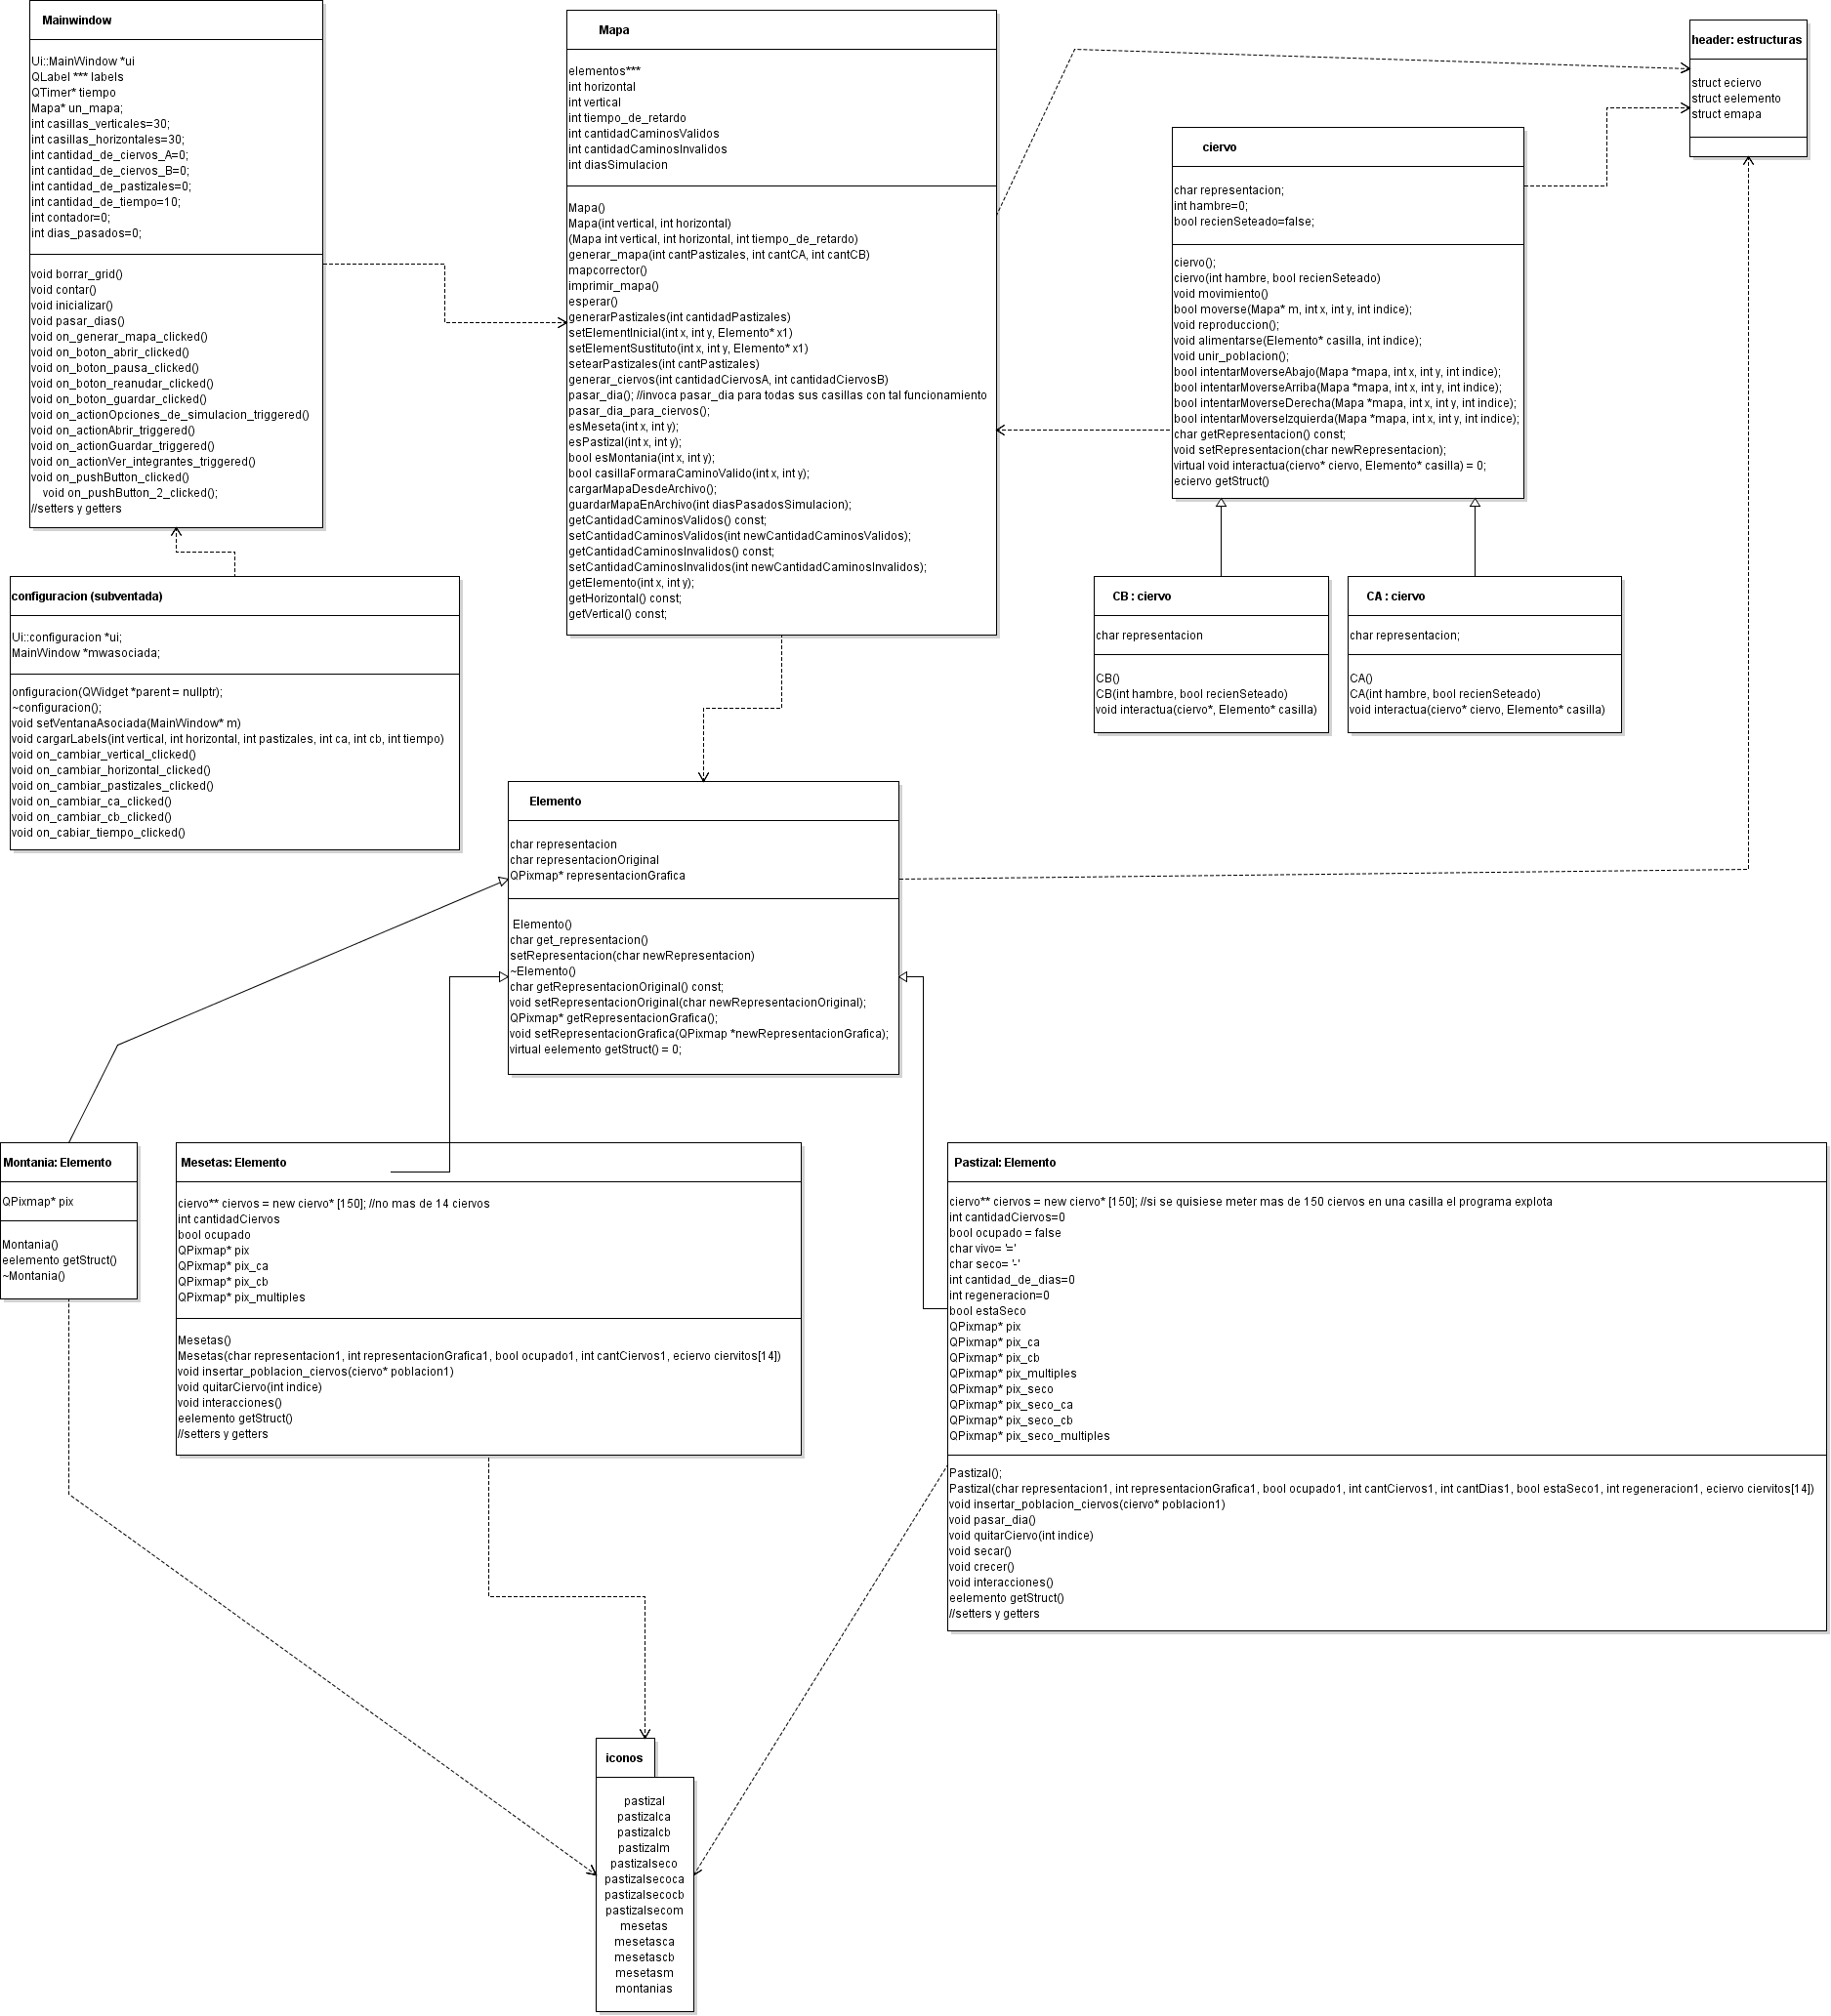 Mainwindow
Ui::MainWindow *ui
QLabel *** labels
QTimer* tiempo
Mapa* un_mapa;
int casillas_verticales=30;
int casillas_horizontales=30;
int cantidad_de_ciervos_A=0;
int cantidad_de_ciervos_B=0;
int cantidad_de_pastizales=0;
int cantidad_de_tiempo=10;
int contador=0;
int dias_pasados=0;
void borrar_grid()
void contar()
void inicializar()
void pasar_dias()
void on_generar_mapa_clicked()
void on_boton_abrir_clicked()
void on_boton_pausa_clicked()
void on_boton_reanudar_clicked()
void on_boton_guardar_clicked()
void on_actionOpciones_de_simulacion_triggered()
void on_actionAbrir_triggered()
void on_actionGuardar_triggered()
void on_actionVer_integrantes_triggered()
void on_pushButton_clicked()
void on_pushButton_2_clicked();
//setters y getters
Mapa
elementos***
int horizontal
int vertical
int tiempo_de_retardo
int cantidadCaminosValidos
int cantidadCaminosInvalidos
int diasSimulacion
Mapa()
Mapa(int vertical, int horizontal)
(Mapa int vertical, int horizontal, int tiempo_de_retardo)
generar_mapa(int cantPastizales, int cantCA, int cantCB)
mapcorrector()
imprimir_mapa()
esperar()
generarPastizales(int cantidadPastizales)
setElementInicial(int x, int y, Elemento* x1)
setElementSustituto(int x, int y, Elemento* x1)
setearPastizales(int cantPastizales)
generar_ciervos(int cantidadCiervosA, int cantidadCiervosB)
pasar_dia(); //invoca pasar_dia para todas sus casillas con tal funcionamiento
pasar_dia_para_ciervos();
esMeseta(int x, int y);
esPastizal(int x, int y);
bool esMontania(int x, int y);
bool casillaFormaraCaminoValido(int x, int y);
cargarMapaDesdeArchivo();
guardarMapaEnArchivo(int diasPasadosSimulacion);
getCantidadCaminosValidos() const;
setCantidadCaminosValidos(int newCantidadCaminosValidos);
getCantidadCaminosInvalidos() const;
setCantidadCaminosInvalidos(int newCantidadCaminosInvalidos);
getElemento(int x, int y);
getHorizontal() const;
getVertical() const;
header: estructuras
struct eciervo
struct eelemento
struct emapa
ciervo
char representacion;
int hambre=0;
bool recienSeteado=false;
ciervo();
ciervo(int hambre, bool recienSeteado)
void movimiento()
bool moverse(Mapa* m, int x, int y, int indice);
void reproduccion();
void alimentarse(Elemento* casilla, int indice);
void unir_poblacion();
bool intentarMoverseAbajo(Mapa *mapa, int x, int y, int indice);
bool intentarMoverseArriba(Mapa *mapa, int x, int y, int indice);
bool intentarMoverseDerecha(Mapa *mapa, int x, int y, int indice);
bool intentarMoverseIzquierda(Mapa *mapa, int x, int y, int indice);
char getRepresentacion() const;
void setRepresentacion(char newRepresentacion);
virtual void interactua(ciervo* ciervo, Elemento* casilla) = 0;
eciervo getStruct()
configuracion (subventada)
Ui::configuracion *ui;
MainWindow *mwasociada;
onfiguracion(QWidget *parent = nullptr);
~configuracion();
void setVentanaAsociada(MainWindow* m)
void cargarLabels(int vertical, int horizontal, int pastizales, int ca, int cb, int tiempo)
void on_cambiar_vertical_clicked()
void on_cambiar_horizontal_clicked()
void on_cambiar_pastizales_clicked()
void on_cambiar_ca_clicked()
void on_cambiar_cb_clicked()
void on_cabiar_tiempo_clicked()
CB : ciervo
char representacion
CB()
CB(int hambre, bool recienSeteado)
void interactua(ciervo*, Elemento* casilla)
CA : ciervo
char representacion;
CA()
CA(int hambre, bool recienSeteado)
void interactua(ciervo* ciervo, Elemento* casilla)
Elemento
char representacion
char representacionOriginal
QPixmap* representacionGrafica
Elemento()
char get_representacion()
setRepresentacion(char newRepresentacion)
~Elemento()
char getRepresentacionOriginal() const;
void setRepresentacionOriginal(char newRepresentacionOriginal);
QPixmap* getRepresentacionGrafica();
void setRepresentacionGrafica(QPixmap *newRepresentacionGrafica);
virtual eelemento getStruct() = 0;
Montania: Elemento
QPixmap* pix
Montania()
eelemento getStruct()
~Montania()
Mesetas: Elemento
ciervo** ciervos = new ciervo* [150]; //no mas de 14 ciervos
int cantidadCiervos
bool ocupado
QPixmap* pix
QPixmap* pix_ca
QPixmap* pix_cb
QPixmap* pix_multiples
Mesetas()
Mesetas(char representacion1, int representacionGrafica1, bool ocupado1, int cantCiervos1, eciervo ciervitos[14])
void insertar_poblacion_ciervos(ciervo* poblacion1)
void quitarCiervo(int indice)
void interacciones()
eelemento getStruct()
//setters y getters
Pastizal: Elemento
ciervo** ciervos = new ciervo* [150]; //si se quisiese meter mas de 150 ciervos en una casilla el programa explota
int cantidadCiervos=0
bool ocupado = false
char vivo= '='
char seco= '-'
int cantidad_de_dias=0
int regeneracion=0
bool estaSeco
QPixmap* pix
QPixmap* pix_ca
QPixmap* pix_cb
QPixmap* pix_multiples
QPixmap* pix_seco
QPixmap* pix_seco_ca
QPixmap* pix_seco_cb
QPixmap* pix_seco_multiples
Pastizal();
Pastizal(char representacion1, int representacionGrafica1, bool ocupado1, int cantCiervos1, int cantDias1, bool estaSeco1, int regeneracion1, eciervo ciervitos[14])
void insertar_poblacion_ciervos(ciervo* poblacion1)
void pasar_dia()
void quitarCiervo(int indice)
void secar()
void crecer()
void interacciones()
eelemento getStruct()
//setters y getters
iconos
pastizal
pastizalca
pastizalcb
pastizalm
pastizalseco
pastizalsecoca
pastizalsecocb
pastizalsecom
mesetas
mesetasca
mesetascb
mesetasm
montanias